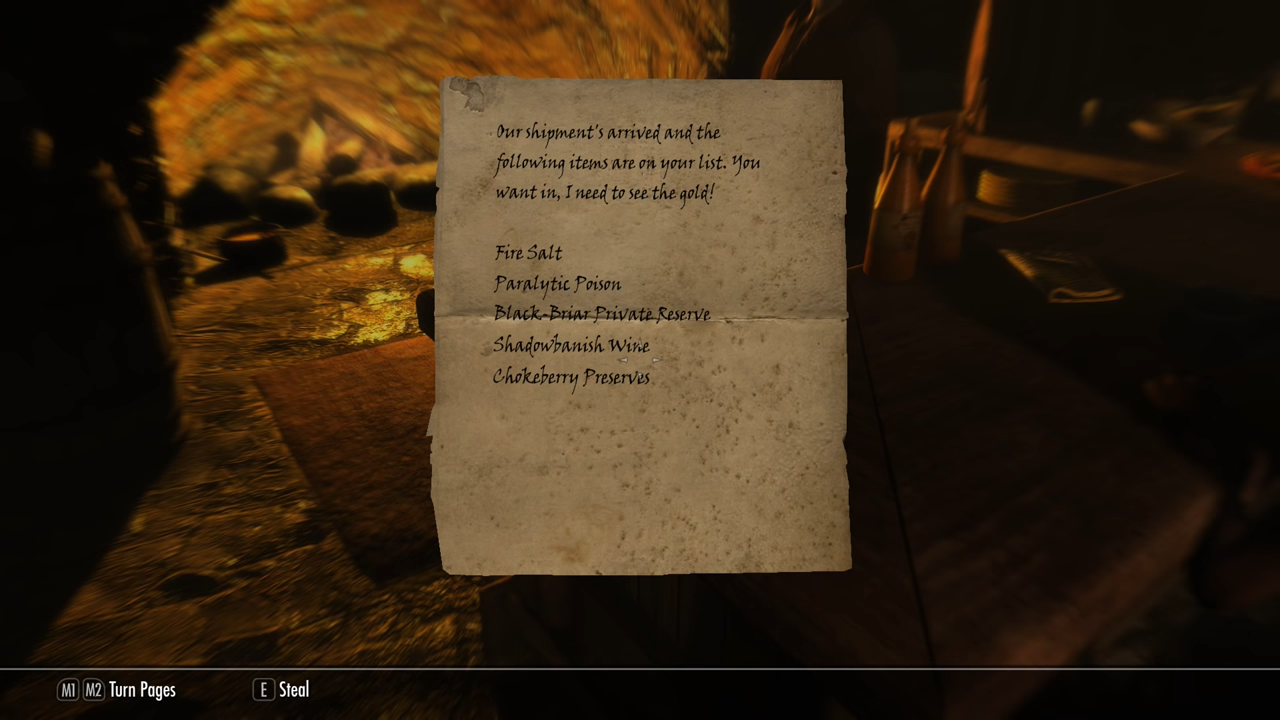 Our shipment's arrived and the
following items are on your list. You
want in, I need to see the gold!
Fire Salt
Paralytic Poison
Black-Briar Private Reserve
Shadowbanish Wine
Chokeberry Preserves
M1 M2 Turn Pages
E Steal